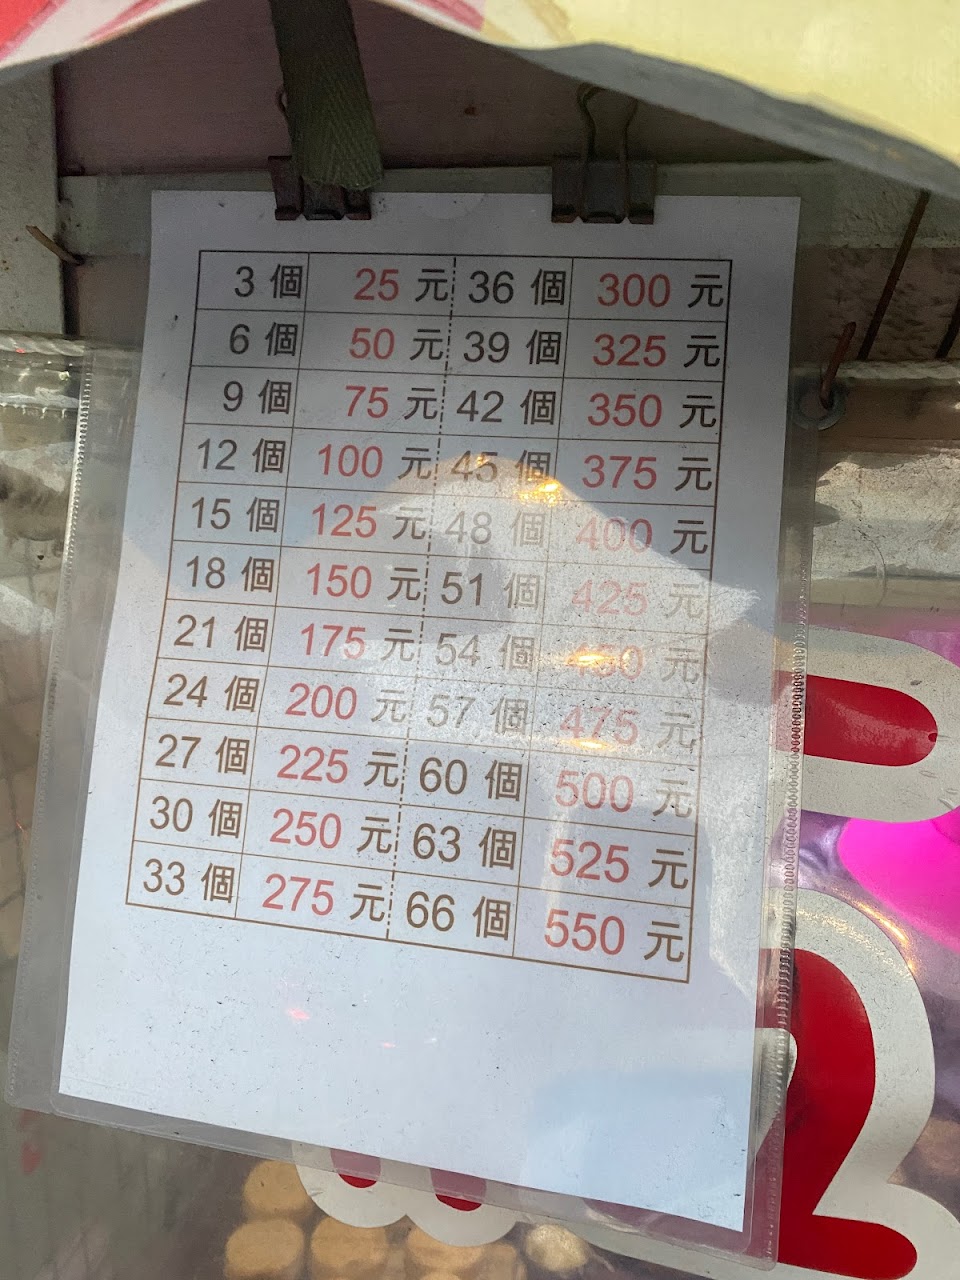 3 個 25 元 36 個 300 元
6 個 50 元 39 個 325 元
9 個 75 元 42 個 350 元
12 個 100 元 45 個 375 元
15 個 125 元 48 個 400 元
18 個 150 元 51 個 425 元
21 個 175 元 54 個 450 元
24 個 200 元 57 個 475 元
27 個 225 元 60 個 500 元
30 個 250 元 63 個 525 元
33 個 275 元 66 個 550 元